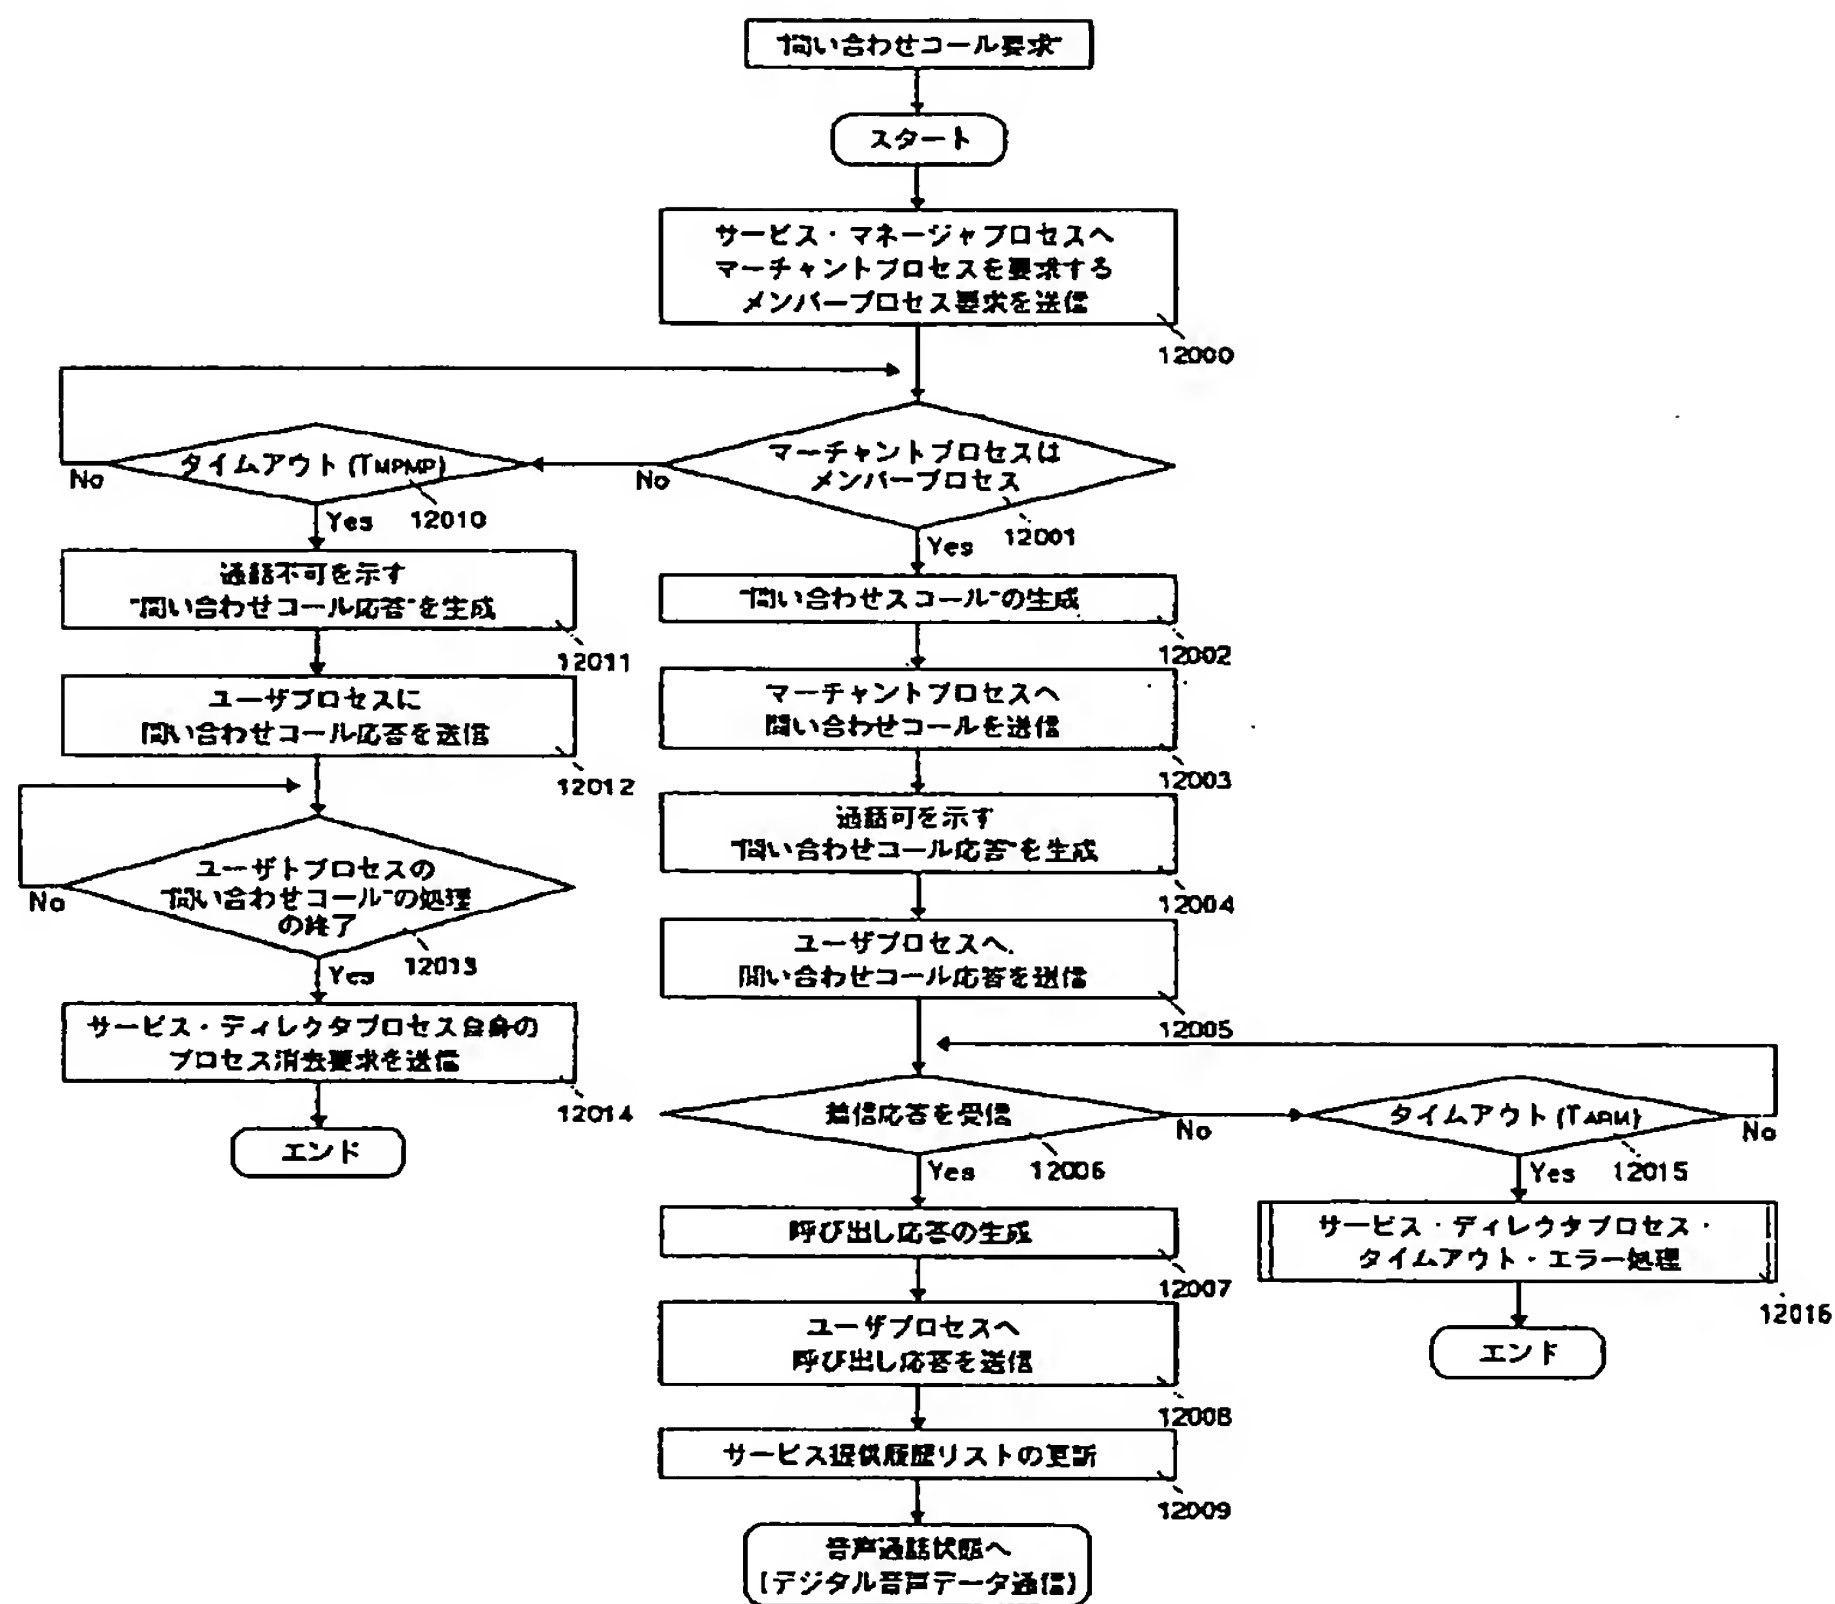 "問い合わせコール要求"
スタート
サービス・マネージャプロセスへ
マーチャントプロセスを要求する
メンバープロセス要求を送信
12000
マーチャントプロセスは
メンバープロセス
12001
No
Yes
タイムアウト (TMPMP)
12010
No
Yes
通話不可を示す
"問い合わせコール応答"を生成
12011
ユーザプロセスに
問い合わせコール応答を送信
12012
ユーザトプロセスの
"問い合わせコール"の処理
の終了
12013
No
Yes
サービス・ディレクタプロセス自身の
プロセス消去要求を送信
12014
エンド
"問い合わせスコール"の生成
12002
マーチャントプロセスへ
問い合わせコールを送信
12003
通話可を示す
"問い合わせコール応答"を生成
12004
ユーザプロセスへ
問い合わせコール応答を送信
12005
着信応答を受信
12006
No
Yes
タイムアウト (TARM)
12015
No
Yes
サービス・ディレクタプロセス・
タイムアウト・エラー処理
12016
エンド
呼び出し応答の生成
12007
ユーザプロセスへ
呼び出し応答を送信
12008
サービス提供履歴リストの更新
12009
音声通話状態へ
(デジタル音声データ通信)